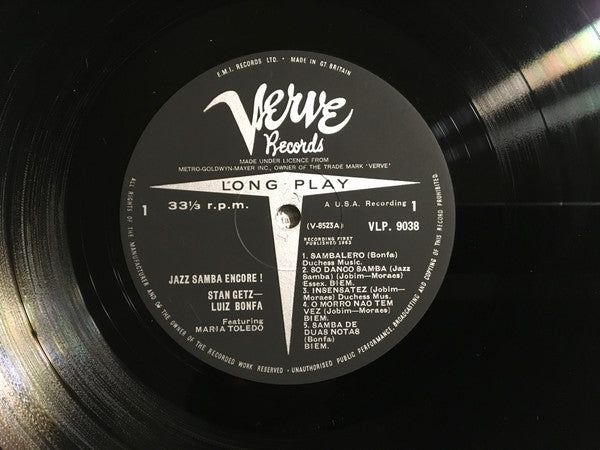 E.M.I. RECORDS LTD. • MADE IN GT BRITAIN
Verve
Records
MADE UNDER LICENCE FROM
METRO-GOLDWYN-MAYER INC., OWNER OF THE TRADE MARK 'VERVE'
LONG PLAY
1
33⅓ r.p.m.
A U.S.A. Recording 1
(V-8523A)
VLP. 9038
RECORDING FIRST
PUBLISHED 1963
JAZZ SAMBA ENCORE!
STAN GETZ—
LUIZ BONFA
Featuring
MARIA TOLEDO
1. SAMBALERO (Bonfa)
Duchess Music.
2. SO DANCO SAMBA (Jazz
Samba) (Jobim—Moraes)
Essex. BIEM.
3. INSENSATEZ (Jobim—
Moraes) Duchess Mus.
4. O MORRO NAO TEM
VEZ (Jobim—Moraes)
BIEM.
5. SAMBA DE
DUAS NOTAS
(Bonfa)
BIEM.
ALL RIGHTS OF THE MANUFACTURER AND OF THE OWNER OF THE RECORDED WORK RESERVED — UNAUTHORISED PUBLIC PERFORMANCE, BROADCASTING AND COPYING OF THIS RECORD PROHIBITED.